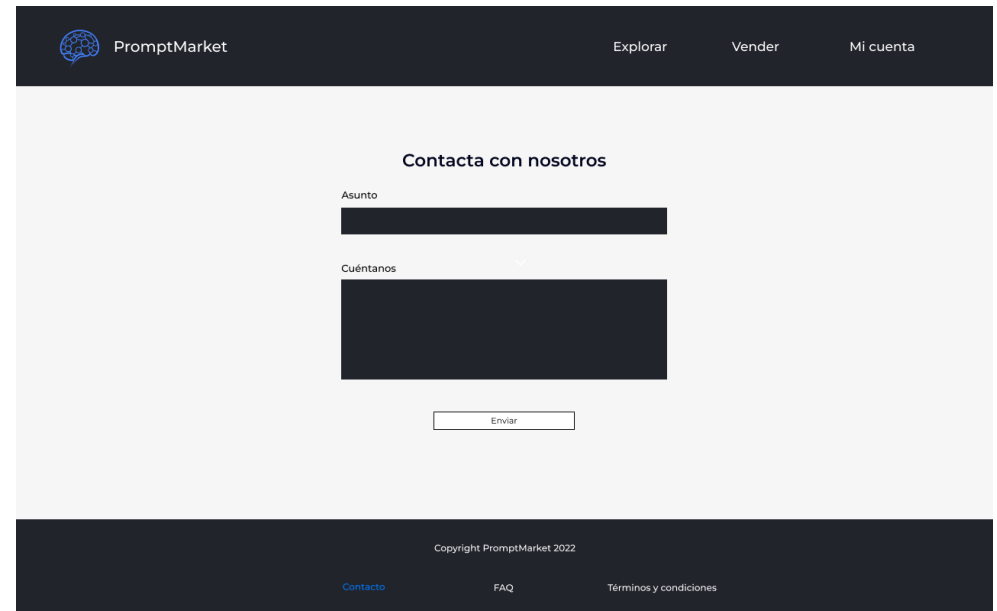 PromptMarket Explorar Vender Mi cuenta
Contacta con nosotros
Asunto
Cuéntanos
Enviar
Copyright PromptMarket 2022
Contacto FAQ Términos y condiciones